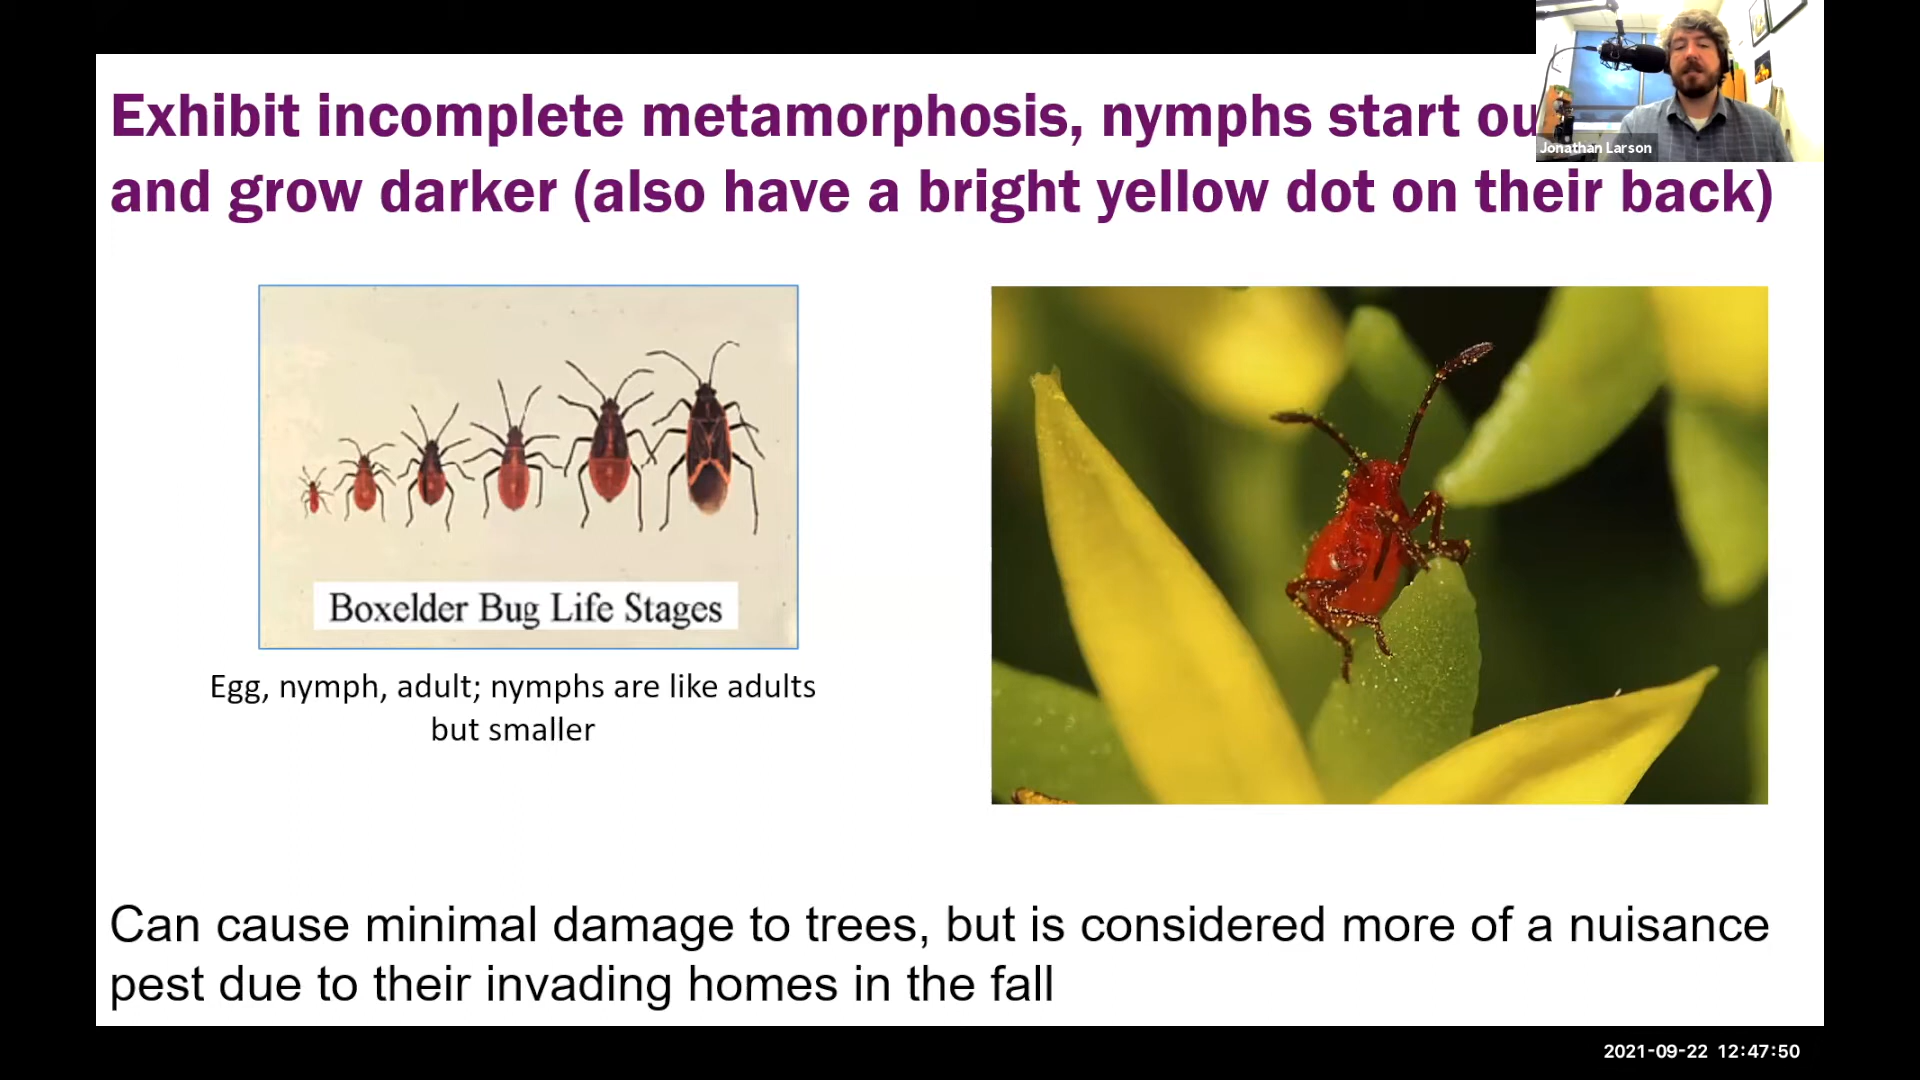 Exhibit incomplete metamorphosis, nymphs start ou
and grow darker (also have a bright yellow dot on their back)
Jonathan Larson
Boxelder Bug Life Stages
Egg, nymph, adult; nymphs are like adults
but smaller
Can cause minimal damage to trees, but is considered more of a nuisance
pest due to their invading homes in the fall
2021-09-22 12:47:50